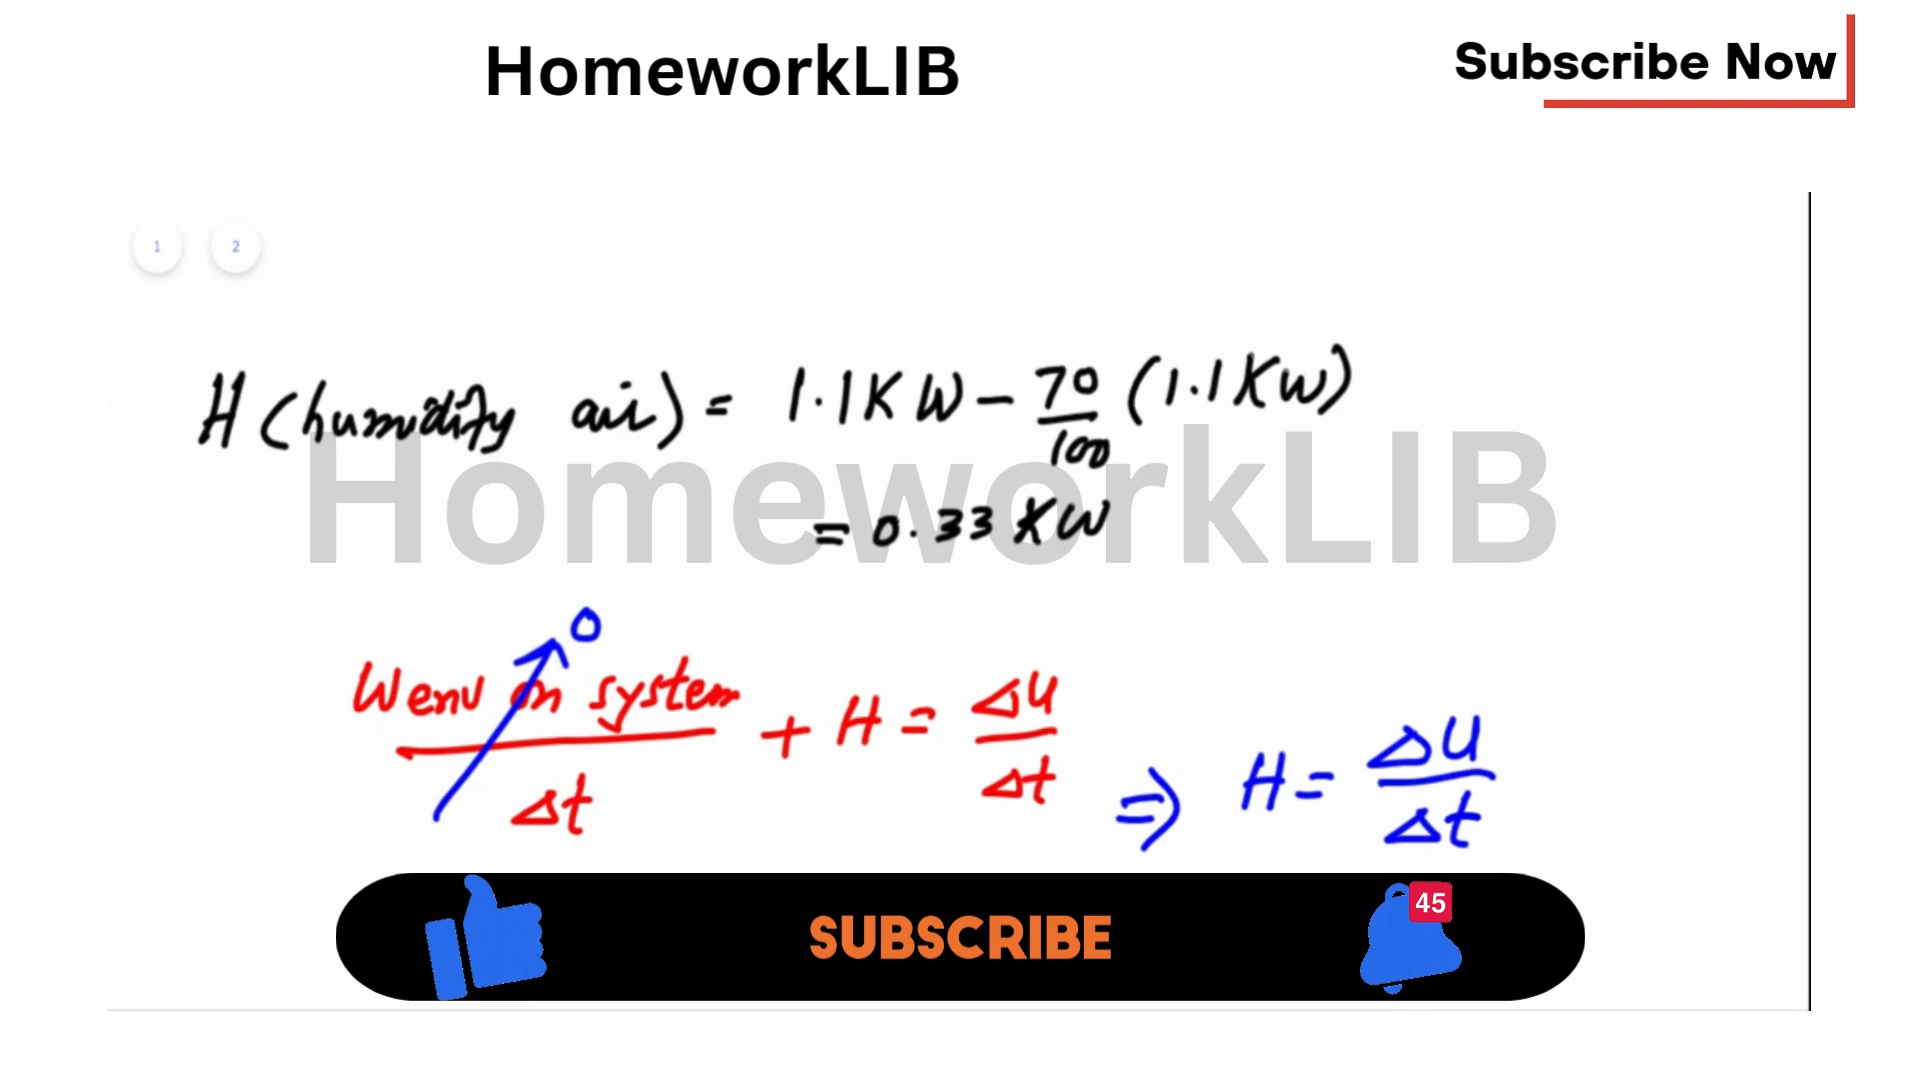 HomeworkLIB
Subscribe Now
1 2
H (humidify air) = 1.1 KW - 70/100 (1.1 KW)
HomeworkLIB
= 0.33 KW
0
W env on system / Δt + H = ΔU / Δt ⇒ H = ΔU / Δt
SUBSCRIBE
45